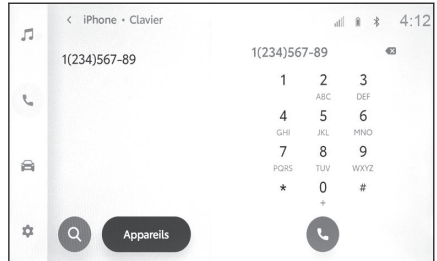 < iPhone • Clavier
4:12
1(234)567-89
1(234)567-89
1 2 3
ABC DEF
4 5 6
GHI JKL MNO
7 8 9
PQRS TUV WXYZ
* 0 #
+
Appareils